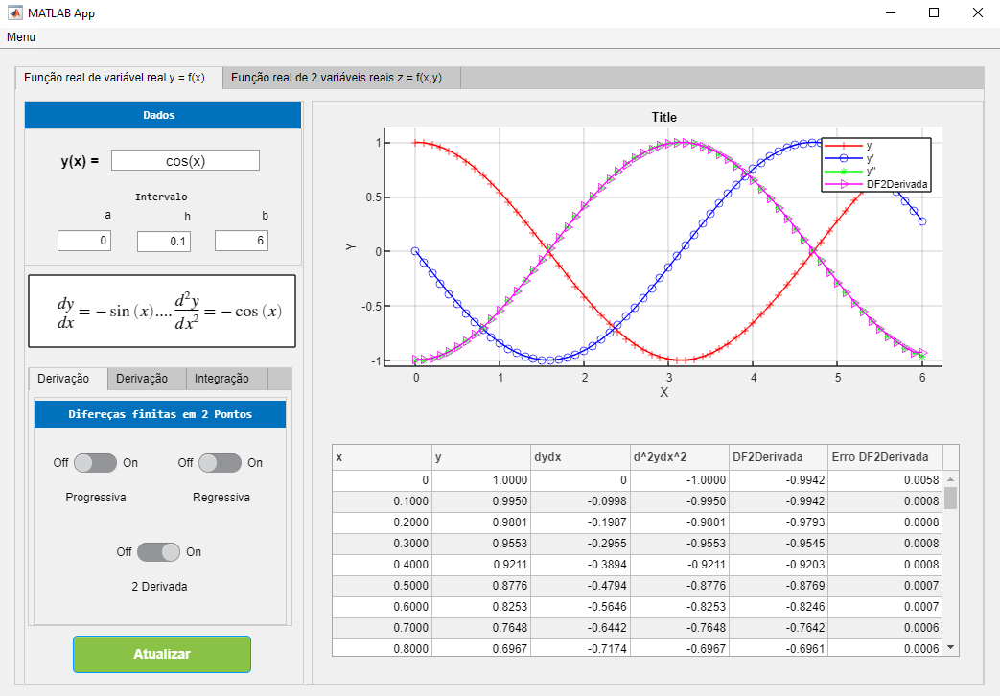 MATLAB App
Menu
Função real de variável real y = f(x)
Função real de 2 variáveis reais z = f(x,y)
Dados
y(x) = cos(x)
Intervalo
a h b
0 0.1 6
dy/dx = − sin (x)....d²y/dx² = − cos (x)
Derivação Derivação Integração
Difereças finitas em 2 Pontos
Off On Off On
Progressiva Regressiva
Off On
2 Derivada
Atualizar
Title
1
0.5
0
-0.5
-1
Y
0 1 2 3 4 5 6
X
y
y'
y''
DF2Derivada
x y dydx d^2ydx^2 DF2Derivada Erro DF2Derivada
0 1.0000 0 -1.0000 -0.9942 0.0058
0.1000 0.9950 -0.0998 -0.9950 -0.9942 0.0008
0.2000 0.9801 -0.1987 -0.9801 -0.9793 0.0008
0.3000 0.9553 -0.2955 -0.9553 -0.9545 0.0008
0.4000 0.9211 -0.3894 -0.9211 -0.9203 0.0008
0.5000 0.8776 -0.4794 -0.8776 -0.8769 0.0007
0.6000 0.8253 -0.5646 -0.8253 -0.8246 0.0007
0.7000 0.7648 -0.6442 -0.7648 -0.7642 0.0006
0.8000 0.6967 -0.7174 -0.6967 -0.6961 0.0006